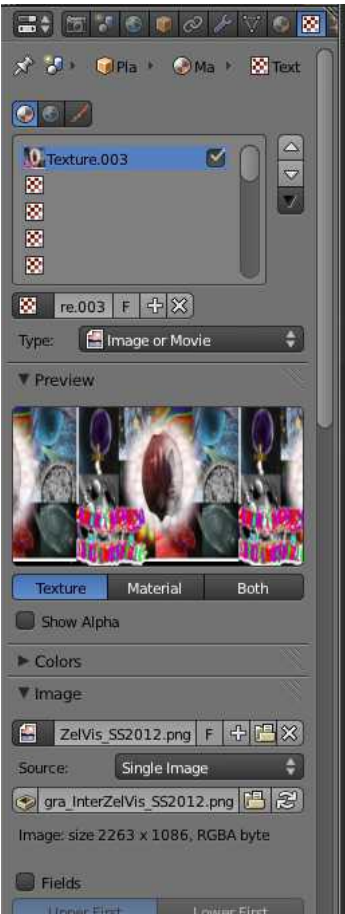 Pla Ma Text
Texture.003
re.003 F
Type: Image or Movie
Preview
Texture Material Both
Show Alpha
Colors
Image
ZelVis_SS2012.png F
Source: Single Image
gra_InterZelVis_SS2012.png
Image: size 2263 x 1086, RGBA byte
Fields
Upper First Lower First